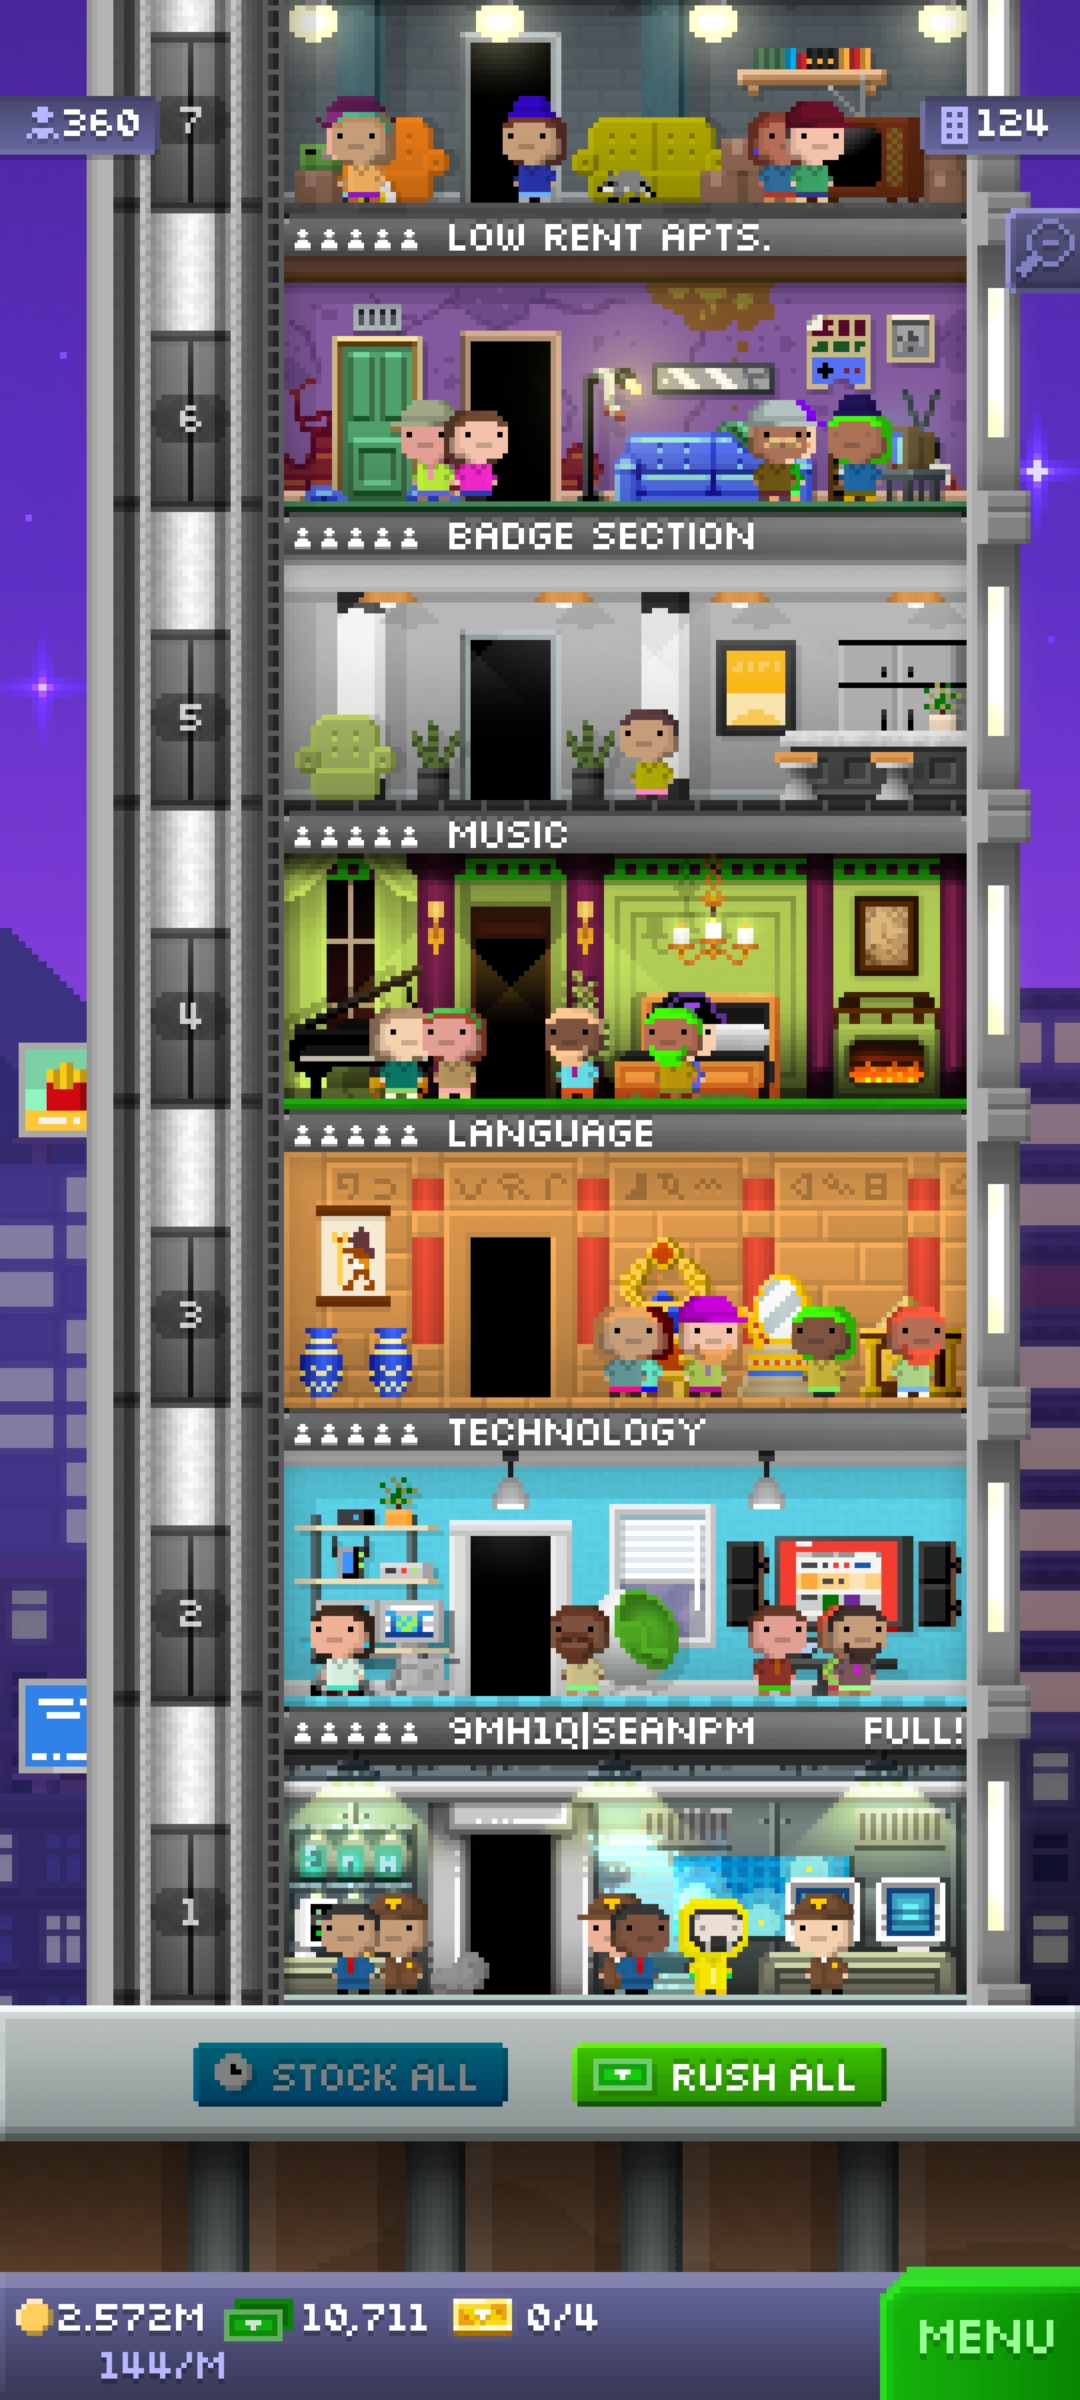 360
7
124
LOW RENT APTS.
6
BADGE SECTION
5
MUSIC
4
LANGUAGE
3
TECHNOLOGY
2
9MH1Q|SEANPM FULL!
1
STOCK ALL
RUSH ALL
2.572M 10,711 0/4
144/M
MENU